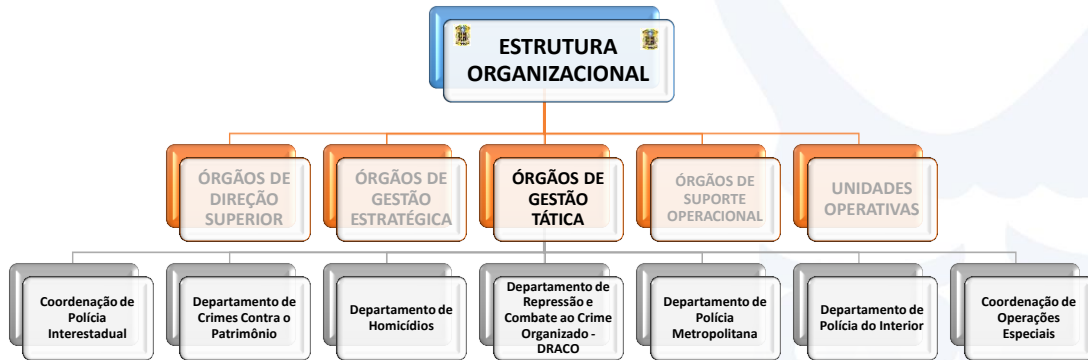 ESTRUTURA
ORGANIZACIONAL
ÓRGÃOS DE
DIREÇÃO
SUPERIOR
ÓRGÃOS DE
GESTÃO
ESTRATÉGICA
ÓRGÃOS DE
GESTÃO
TÁTICA
ÓRGÃOS DE
SUPORTE
OPERACIONAL
UNIDADES
OPERATIVAS
Coordenação de
Polícia
Interestadual
Departamento de
Crimes Contra o
Patrimônio
Departamento de
Homicídios
Departamento de
Repressão e
Combate ao Crime
Organizado -
DRACO
Departamento de
Polícia
Metropolitana
Departamento de
Polícia do Interior
Coordenação de
Operações
Especiais